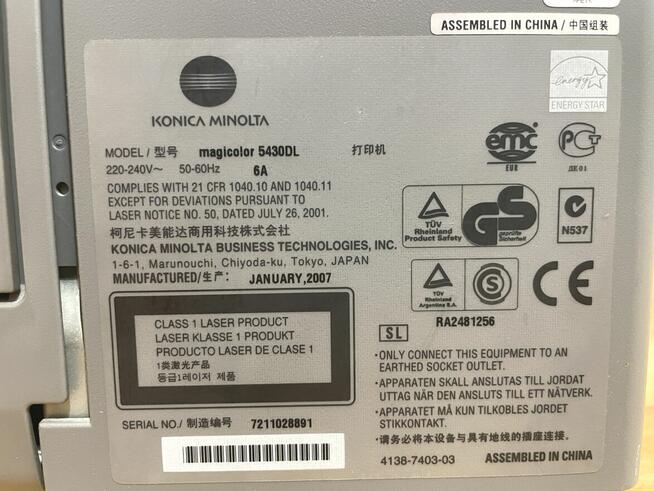 ASSEMBLED IN CHINA / 中国组装
KONICA MINOLTA
energy
ENERGY STAR
MODEL / 型号 magicolor 5430DL 打印机
220-240V～ 50-60Hz 6A
COMPLIES WITH 21 CFR 1040.10 AND 1040.11
EXCEPT FOR DEVIATIONS PURSUANT TO
LASER NOTICE NO. 50, DATED JULY 26, 2001.
柯尼卡美能达商用科技株式会社
KONICA MINOLTA BUSINESS TECHNOLOGIES, INC.
1-6-1, Marunouchi, Chiyoda-ku, Tokyo, JAPAN
MANUFACTURED/生产: JANUARY,2007
CLASS 1 LASER PRODUCT
LASER KLASSE 1 PRODUKT
PRODUCTO LASER DE CLASE 1
1类激光产品
등급1레이저 제품
SERIAL NO./ 制造编号 7211028891
emc
EUR
РСТ
ДЕ01
TÜV
Rheinland
Product Safety
GS
geprüfte
Sicherheit
N537
TÜV
Rheinland
Argentina S.A.
S
CE
RA2481256
SL
·ONLY CONNECT THIS EQUIPMENT TO AN
EARTHED SOCKET OUTLET.
·APPARATEN SKALL ANSLUTAS TILL JORDAT
UTTAG NÄR DEN ANSLUTS TILL ETT NÄTVERK.
·APPARATET MÅ KUN TILKOBLES JORDET
STIKKONTAKT.
·请务必将本设备与具有地线的插座连接。
4138-7403-03 ASSEMBLED IN CHINA